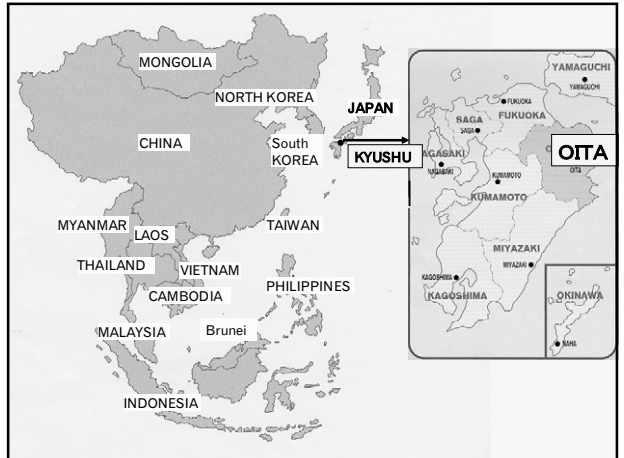 MONGOLIA
NORTH KOREA
JAPAN
CHINA
South
KOREA
KYUSHU
MYANMAR
LAOS
TAIWAN
THAILAND
VIETNAM
CAMBODIA
PHILIPPINES
MALAYSIA
Brunei
INDONESIA
YAMAGUCHI
YAMAGUCHI
FUKUOKA
FUKUOKA
SAGA
SAGA
OITA
OITA
AGASAKI
NAGASAKI
KUMAMOTO
KUMAMOTO
MIYAZAKI
MIYAZAKI
KAGOSHIMA
KAGOSHIMA
OKINAWA
NAHA